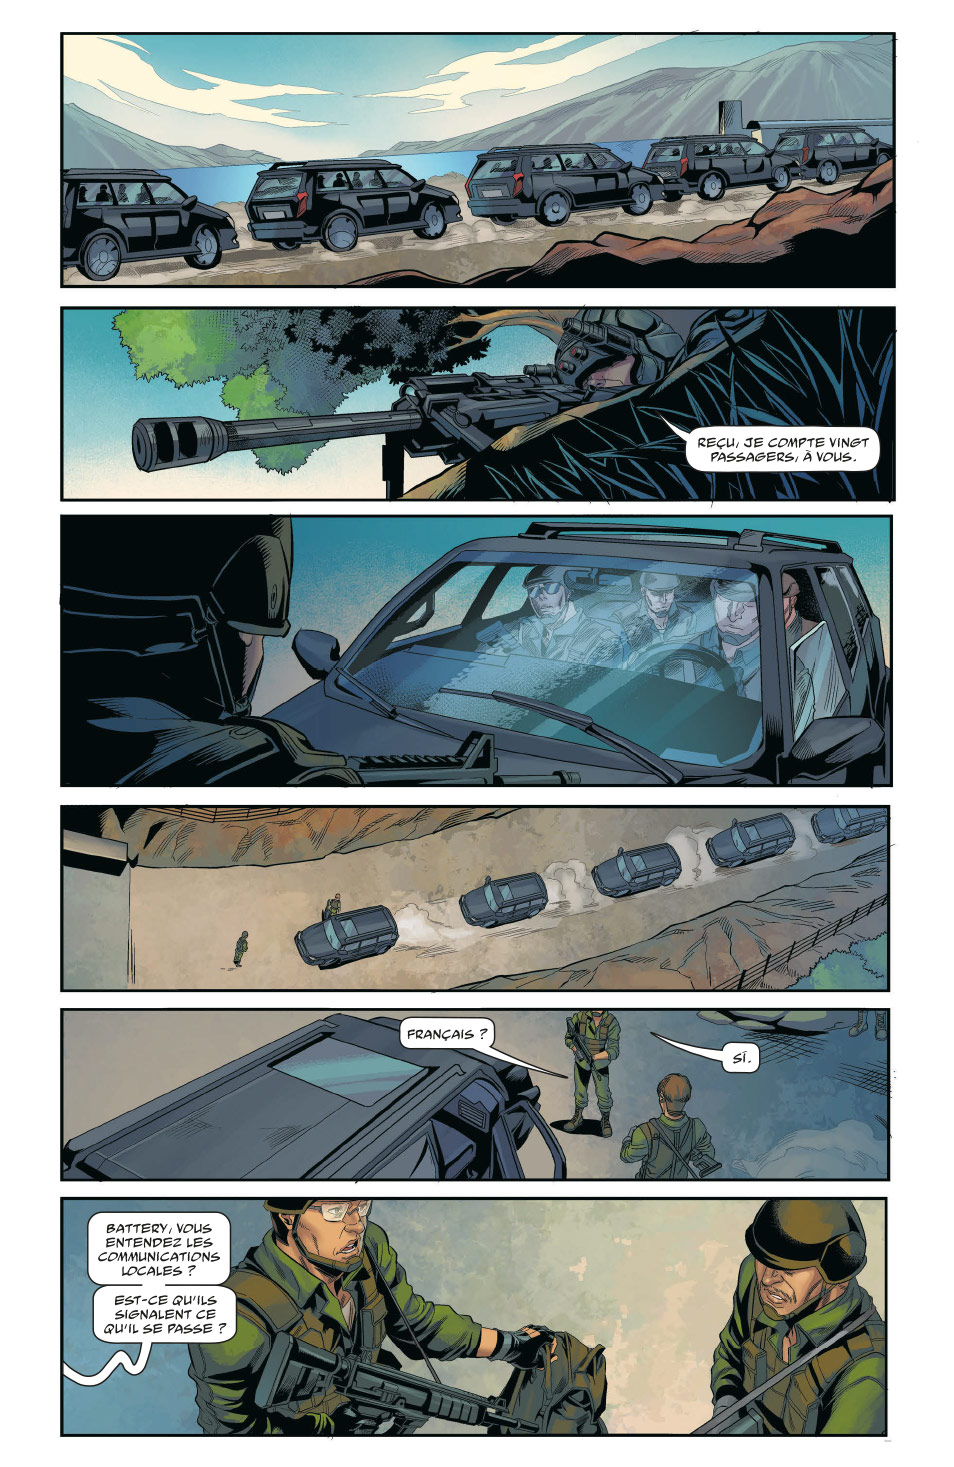 REÇU, JE COMPTE VINGT
PASSAGERS, À VOUS.
FRANÇAIS ?
SÍ.
BATTERY, VOUS
ENTENDEZ LES
COMMUNICATIONS
LOCALES ?
EST-CE QU'ILS
SIGNALENT CE
QU'IL SE PASSE ?